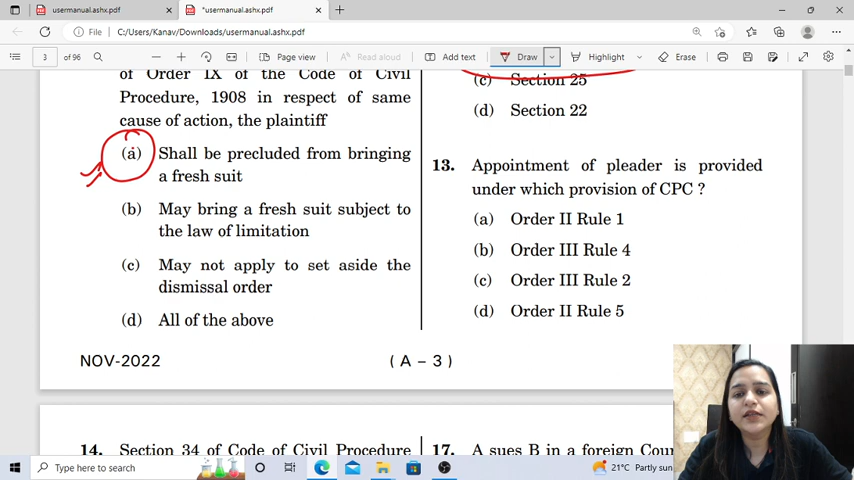 usermanual.ashx.pdf
*usermanual.ashx.pdf
File
C:/Users/Kanav/Downloads/usermanual.ashx.pdf
3
of 96
Page view
Read aloud
Add text
Draw
Highlight
Erase
of Order IX of the Code of Civil
Procedure, 1908 in respect of same
cause of action, the plaintiff
(a) Shall be precluded from bringing
a fresh suit
(b) May bring a fresh suit subject to
the law of limitation
(c) May not apply to set aside the
dismissal order
(d) All of the above
(c) Section 25
(d) Section 22
13. Appointment of pleader is provided
under which provision of CPC ?
(a) Order II Rule 1
(b) Order III Rule 4
(c) Order III Rule 2
(d) Order II Rule 5
NOV-2022
( A – 3 )
14. Section 34 of Code of Civil Procedure
17. A sues B in a foreign Cour
Type here to search
21°C Partly sun